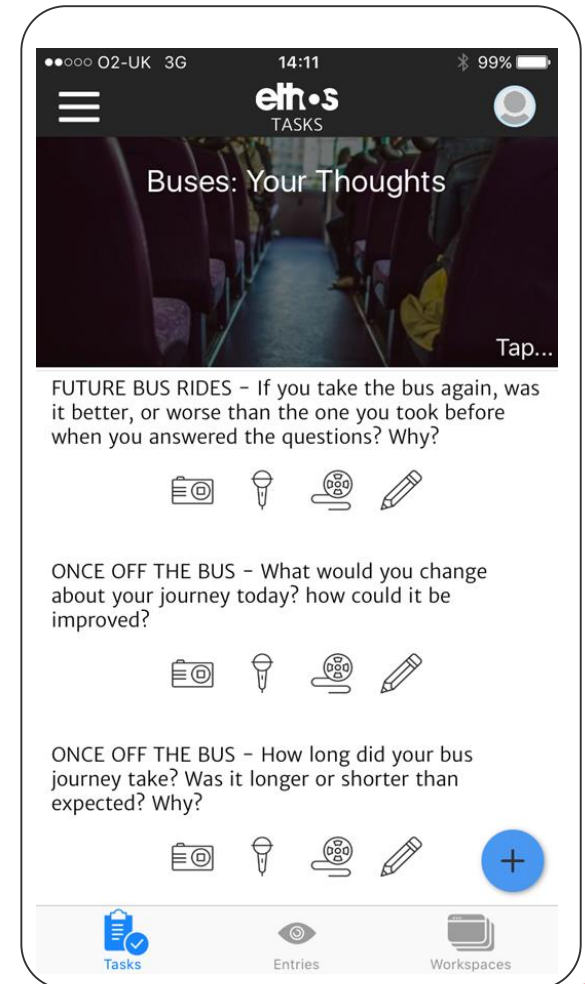 ●●○○○ O2-UK 3G 14:11 99%
ethos
TASKS
Buses: Your Thoughts
Tap...
FUTURE BUS RIDES – If you take the bus again, was
it better, or worse than the one you took before
when you answered the questions? Why?
ONCE OFF THE BUS – What would you change
about your journey today? how could it be
improved?
ONCE OFF THE BUS – How long did your bus
journey take? Was it longer or shorter than
expected? Why?
+
Tasks Entries Workspaces